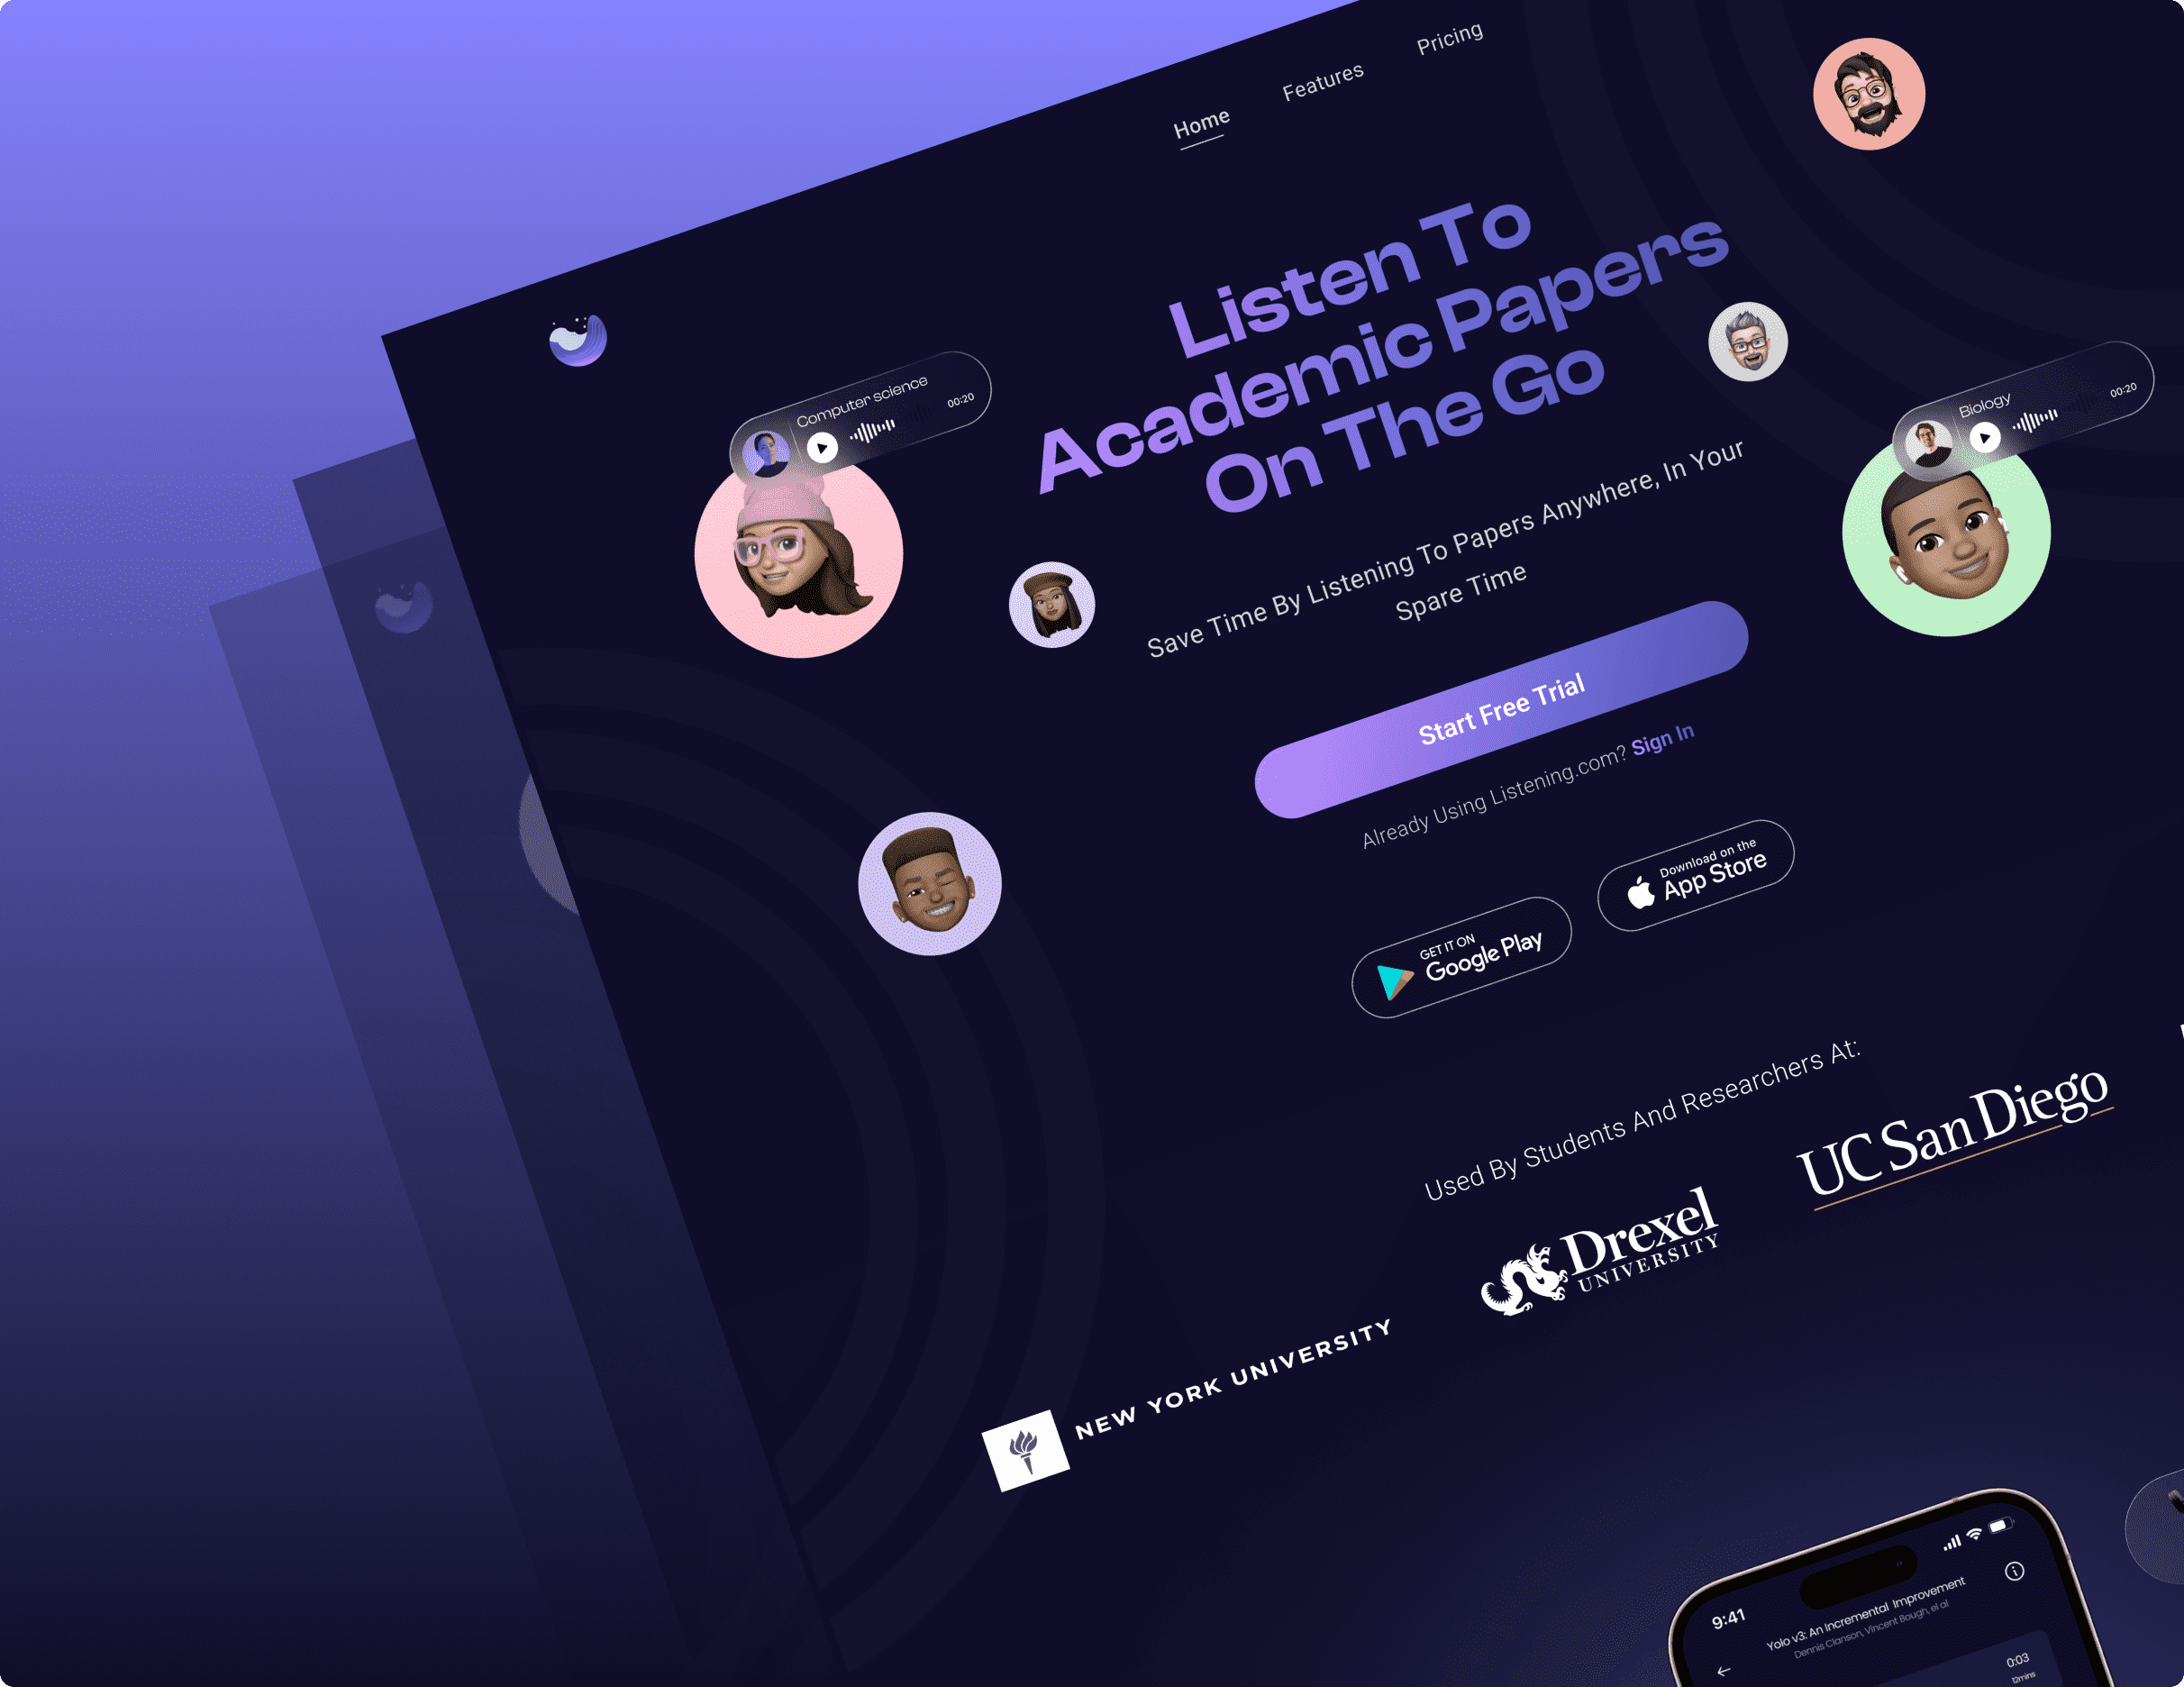 Home
Features
Pricing
Listen To
Academic Papers
On The Go
Computer science
00:20
Biology
00:20
Save Time By Listening To Papers Anywhere, In Your
Spare Time
Start Free Trial
Already Using Listening.com? Sign In
GET IT ON
Google Play
Download on the
App Store
Used By Students And Researchers At:
NEW YORK UNIVERSITY
Drexel
UNIVERSITY
UC San Diego
9:41
Yolo v3: An Incremental Improvement
Dennis Clanson, Vincent Bough, el al
0:03
12mins